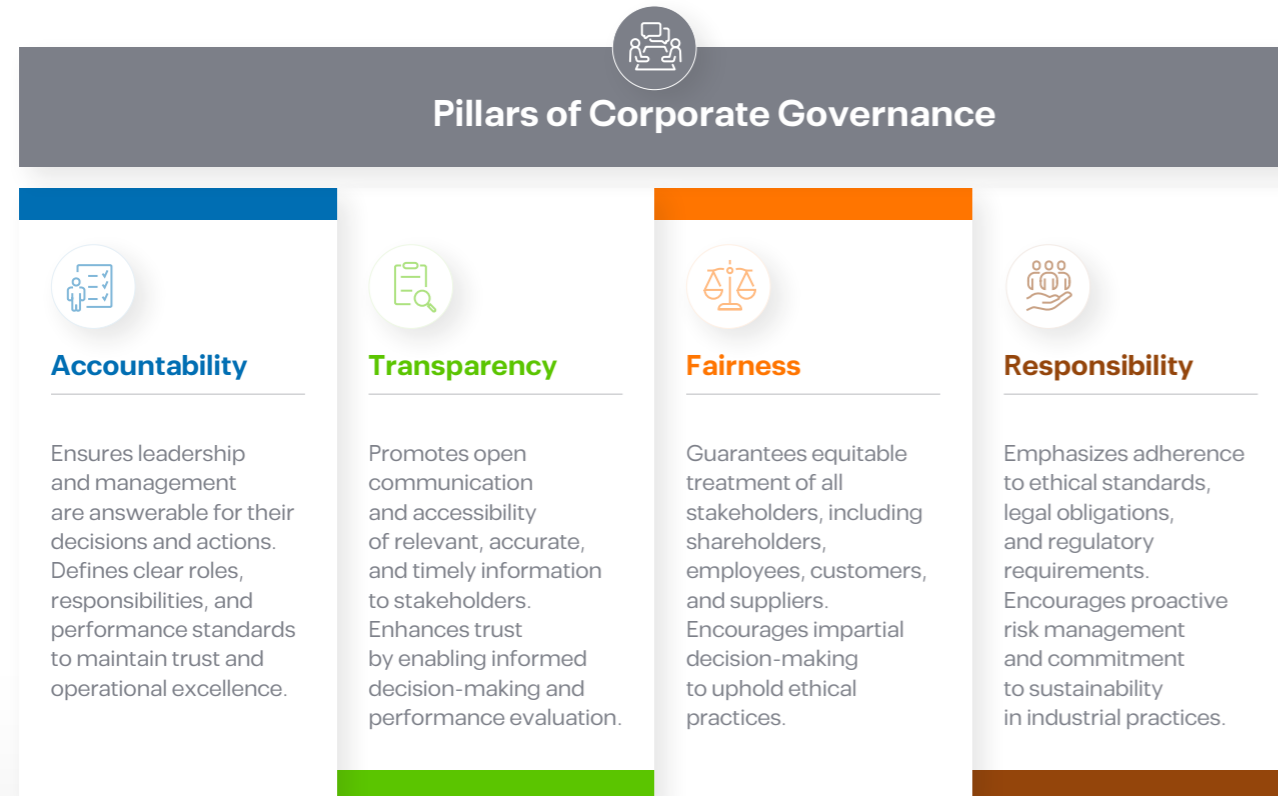 Pillars of Corporate Governance
Accountability
Ensures leadership
and management
are answerable for their
decisions and actions.
Defines clear roles,
responsibilities, and
performance standards
to maintain trust and
operational excellence.
Transparency
Promotes open
communication
and accessibility
of relevant, accurate,
and timely information
to stakeholders.
Enhances trust
by enabling informed
decision-making and
performance evaluation.
Fairness
Guarantees equitable
treatment of all
stakeholders, including
shareholders,
employees, customers,
and suppliers.
Encourages impartial
decision-making
to uphold ethical
practices.
Responsibility
Emphasizes adherence
to ethical standards,
legal obligations,
and regulatory
requirements.
Encourages proactive
risk management
and commitment
to sustainability
in industrial practices.